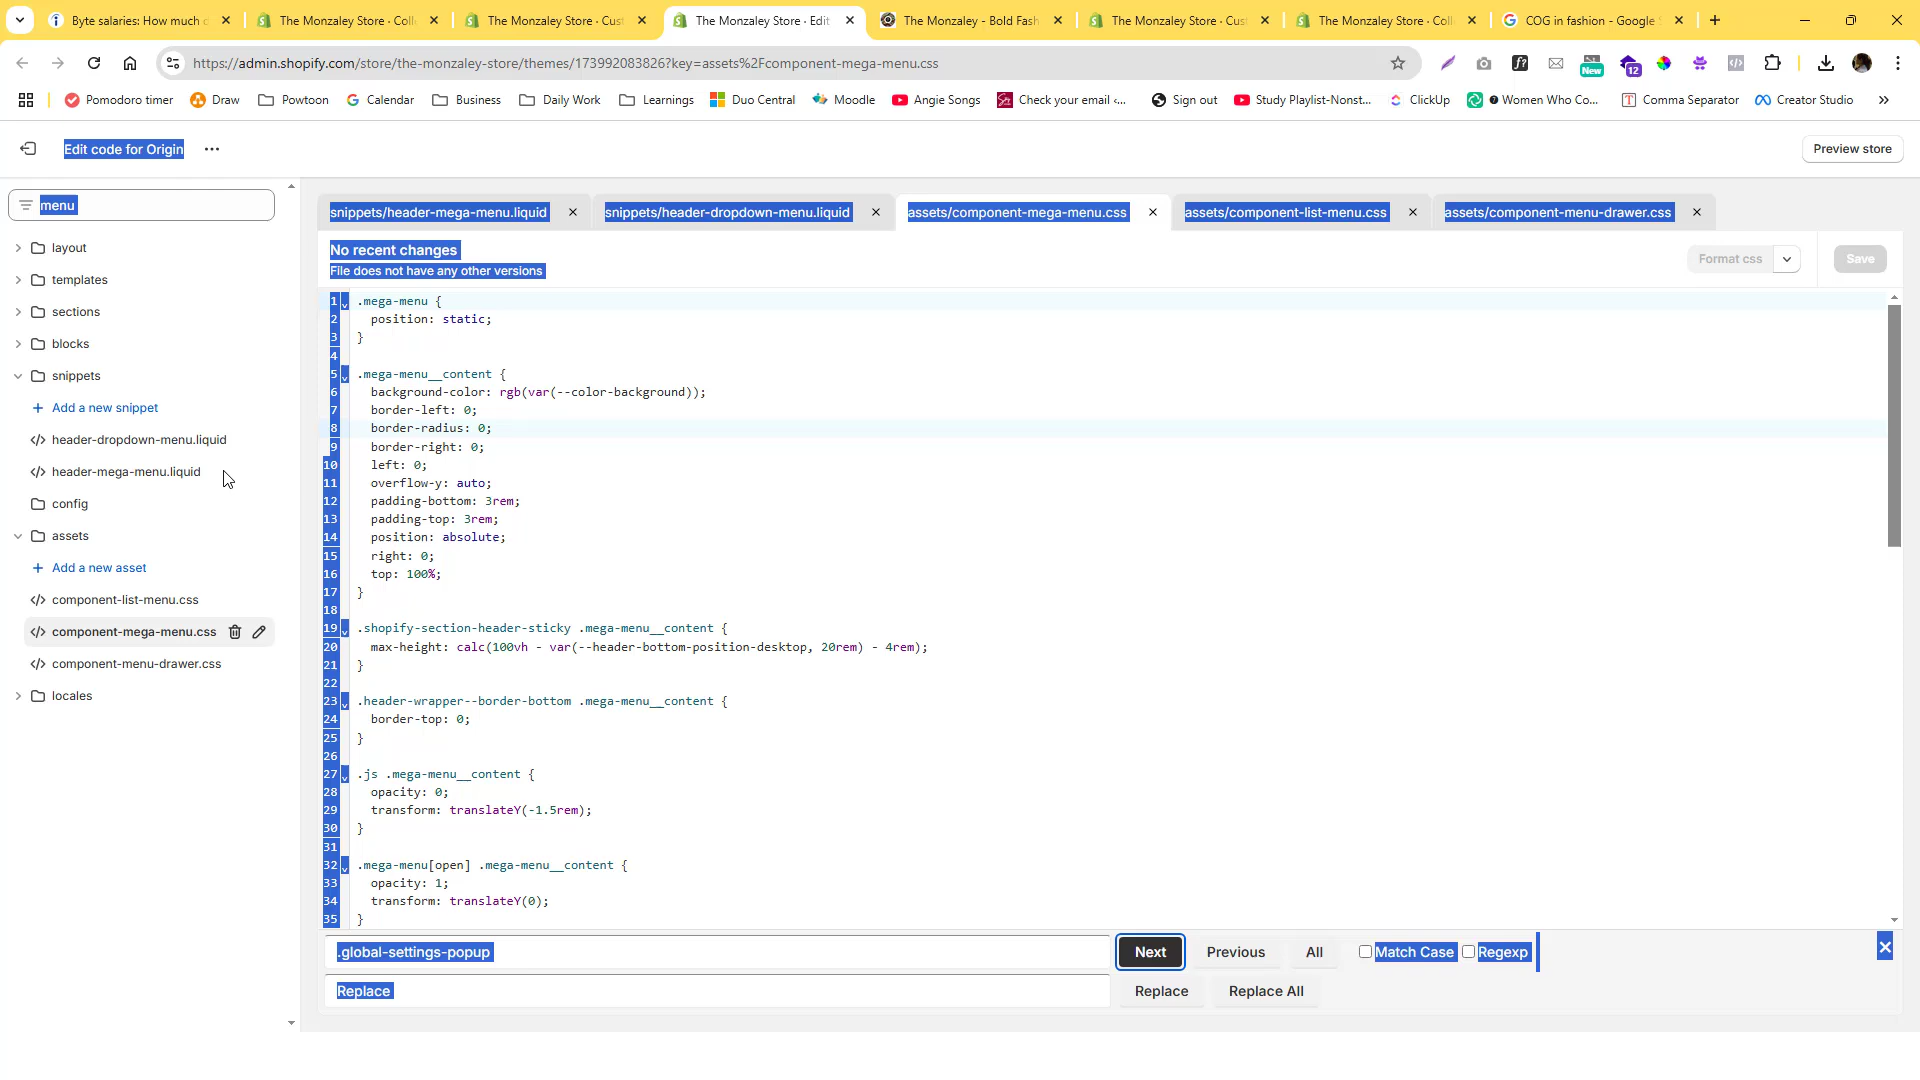 Byte salaries: How much
The Monzaley Store · Coll
The Monzaley Store · Cust
The Monzaley Store · Edit
The Monzaley - Bold Fash
The Monzaley Store · Cus
The Monzaley Store · Coll
COG in fashion - Google
https://admin.shopify.com/store/the-monzaley-store/themes/173992083826?key=assets%2Fcomponent-mega-menu.css
New
12
Pomodoro timer
Draw
Powtoon
Calendar
Business
Daily Work
Learnings
Duo Central
Moodle
Angie Songs
Check your email <...
Sign out
Study Playlist-Nonst...
ClickUp
Women Who Co...
Comma Separator
Creator Studio
Edit code for Origin
Preview store
menu
layout
templates
sections
blocks
snippets
Add a new snippet
header-dropdown-menu.liquid
header-mega-menu.liquid
config
assets
Add a new asset
component-list-menu.css
component-mega-menu.css
component-menu-drawer.css
locales
snippets/header-mega-menu.liquid
snippets/header-dropdown-menu.liquid
assets/component-mega-menu.css
assets/component-list-menu.css
assets/component-menu-drawer.css
No recent changes
File does not have any other versions
Format css
Save
1 .mega-menu {
2 position: static;
3 }
4
5 .mega-menu__content {
6 background-color: rgb(var(--color-background));
7 border-left: 0;
8 border-radius: 0;
9 border-right: 0;
10 left: 0;
11 overflow-y: auto;
12 padding-bottom: 3rem;
13 padding-top: 3rem;
14 position: absolute;
15 right: 0;
16 top: 100%;
17 }
18
19 .shopify-section-header-sticky .mega-menu__content {
20 max-height: calc(100vh - var(--header-bottom-position-desktop, 20rem) - 4rem);
21 }
22
23 .header-wrapper--border-bottom .mega-menu__content {
24 border-top: 0;
25 }
26
27 .js .mega-menu__content {
28 opacity: 0;
29 transform: translateY(-1.5rem);
30 }
31
32 .mega-menu[open] .mega-menu__content {
33 opacity: 1;
34 transform: translateY(0);
35 }
.global-settings-popup
Next
Previous
All
Match Case
Regexp
Replace
Replace
Replace All